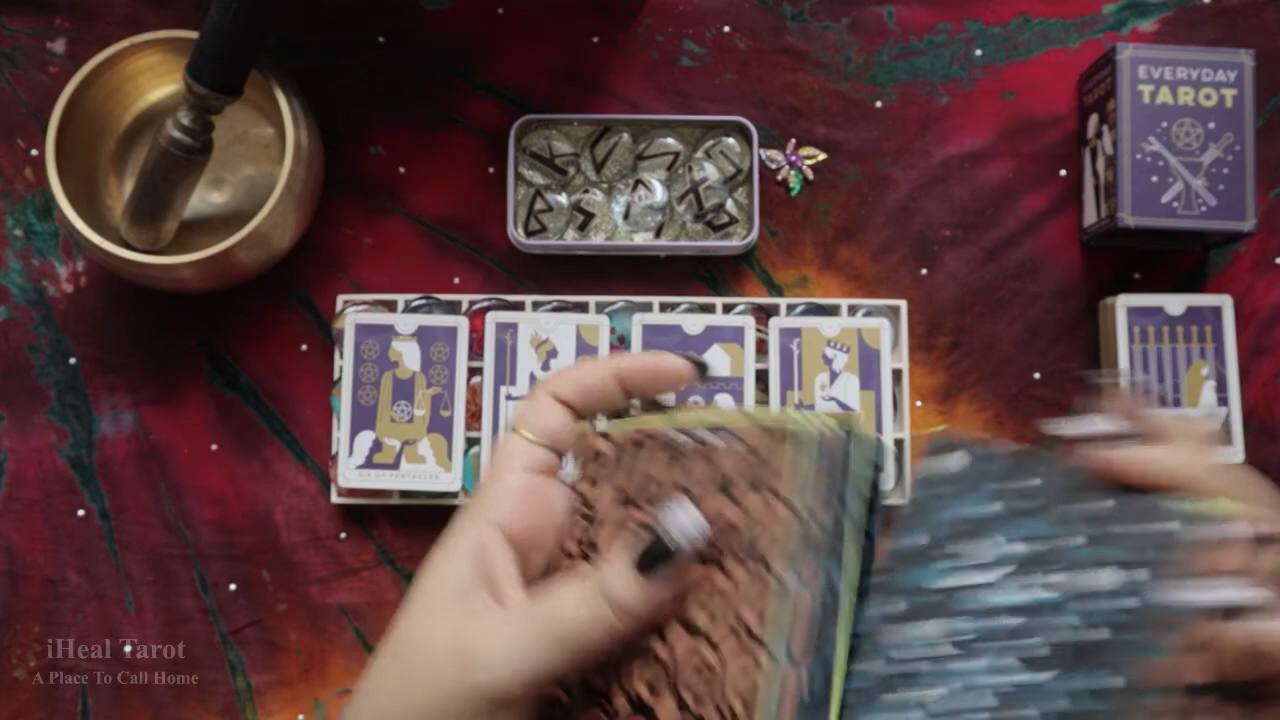 EVERYDAY
TAROT
SIX OF PENTACLES
iHeal Tarot
A Place To Call Home